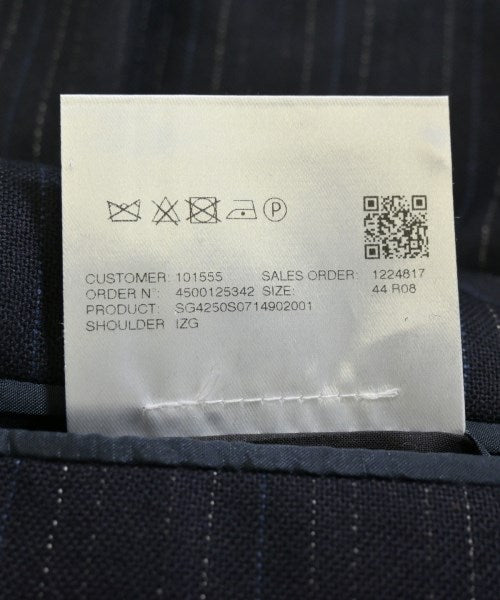 CUSTOMER: 101555 SALES ORDER: 1224817
ORDER N°: 4500125342 SIZE: 44 R08
PRODUCT: SG4250S0714902001
SHOULDER IZG